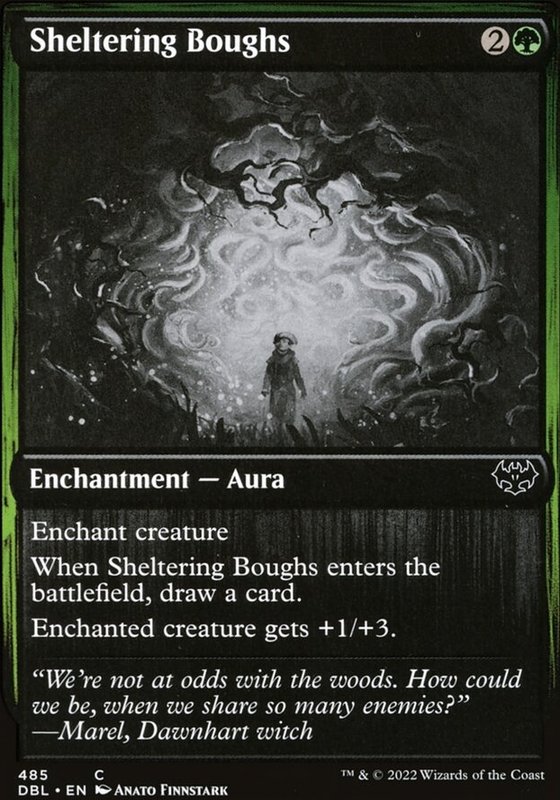 Sheltering Boughs 2
Enchantment — Aura
Enchant creature
When Sheltering Boughs enters the
battlefield, draw a card.
Enchanted creature gets +1/+3.
“We’re not at odds with the woods. How could
we be, when we share so many enemies?”
—Marel, Dawnhart witch
485 C
DBL • EN Anato Finnstark
™ & © 2022 Wizards of the Coast